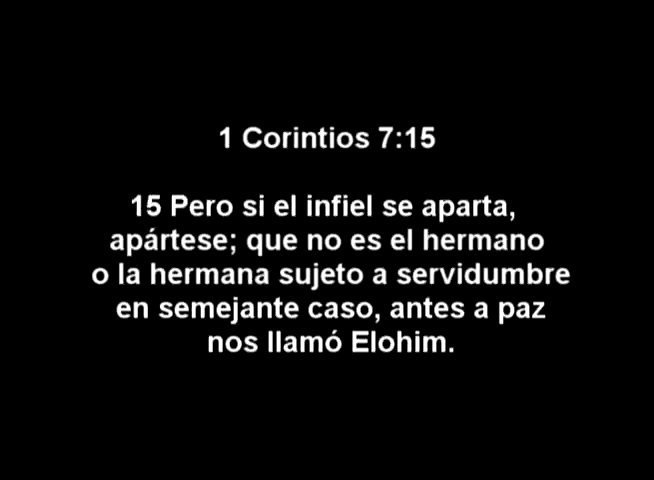 1 Corintios 7:15
15 Pero si el infiel se aparta,
apártese; que no es el hermano
o la hermana sujeto a servidumbre
en semejante caso, antes a paz
nos llamó Elohim.